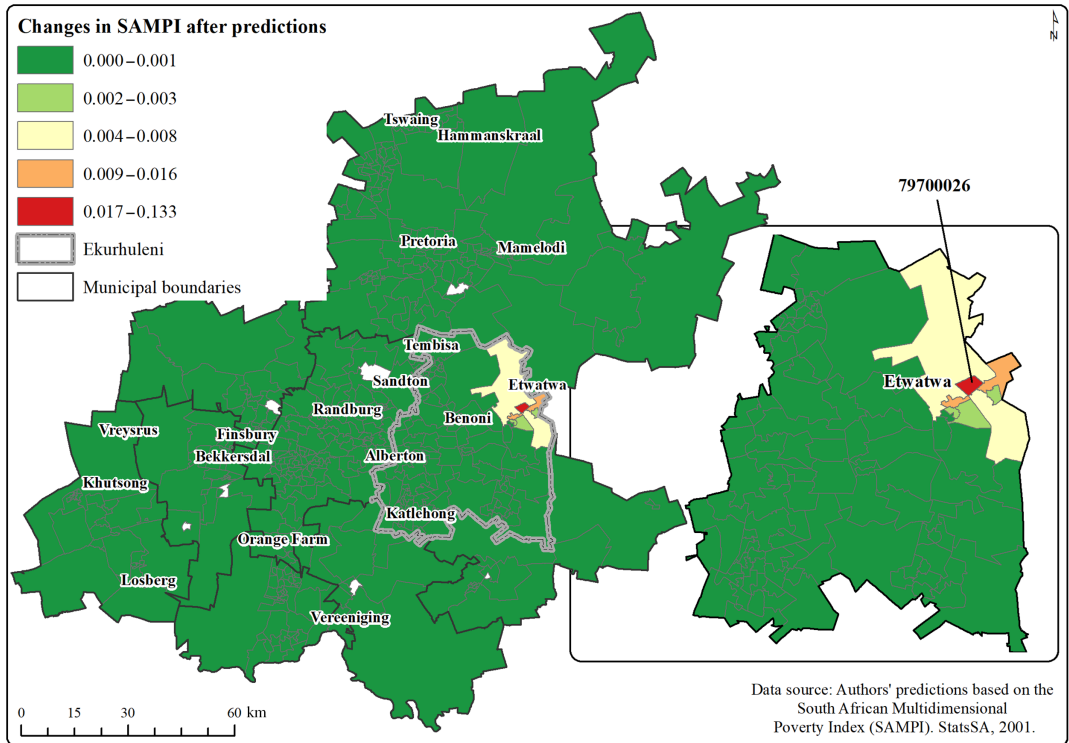 Changes in SAMPI after predictions
0.000–0.001
0.002–0.003
0.004–0.008
0.009–0.016
0.017–0.133
Ekurhuleni
Municipal boundaries
N
Tswaing
Hammanskraal
79700026
Pretoria
Mamelodi
Tembisa
Sandton
Etwatwa
Etwatwa
Randburg
Benoni
Vreysrus
Finsbury
Bekkersdal
Alberton
Khutsong
Katlehong
Orange Farm
Losberg
Vereeniging
0 15 30 60 km
Data source: Authors' predictions based on the
South African Multidimensional
Poverty Index (SAMPI). StatsSA, 2001.